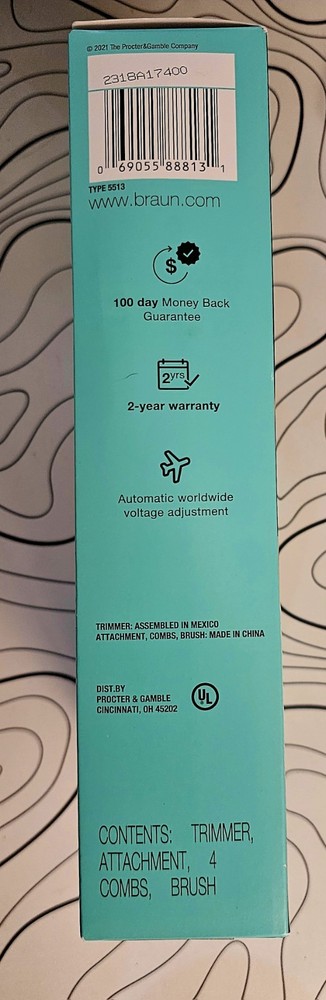 © 2021 The Procter&Gamble Company
2318A17400
0 69055 88813 1
TYPE 5513
www.braun.com
$
100 day Money Back
Guarantee
2yrs
2-year warranty
Automatic worldwide
voltage adjustment
TRIMMER: ASSEMBLED IN MEXICO
ATTACHMENT, COMBS, BRUSH: MADE IN CHINA
DIST.BY
PROCTER & GAMBLE
CINCINNATI, OH 45202
UL
CONTENTS: TRIMMER,
ATTACHMENT, 4
COMBS, BRUSH